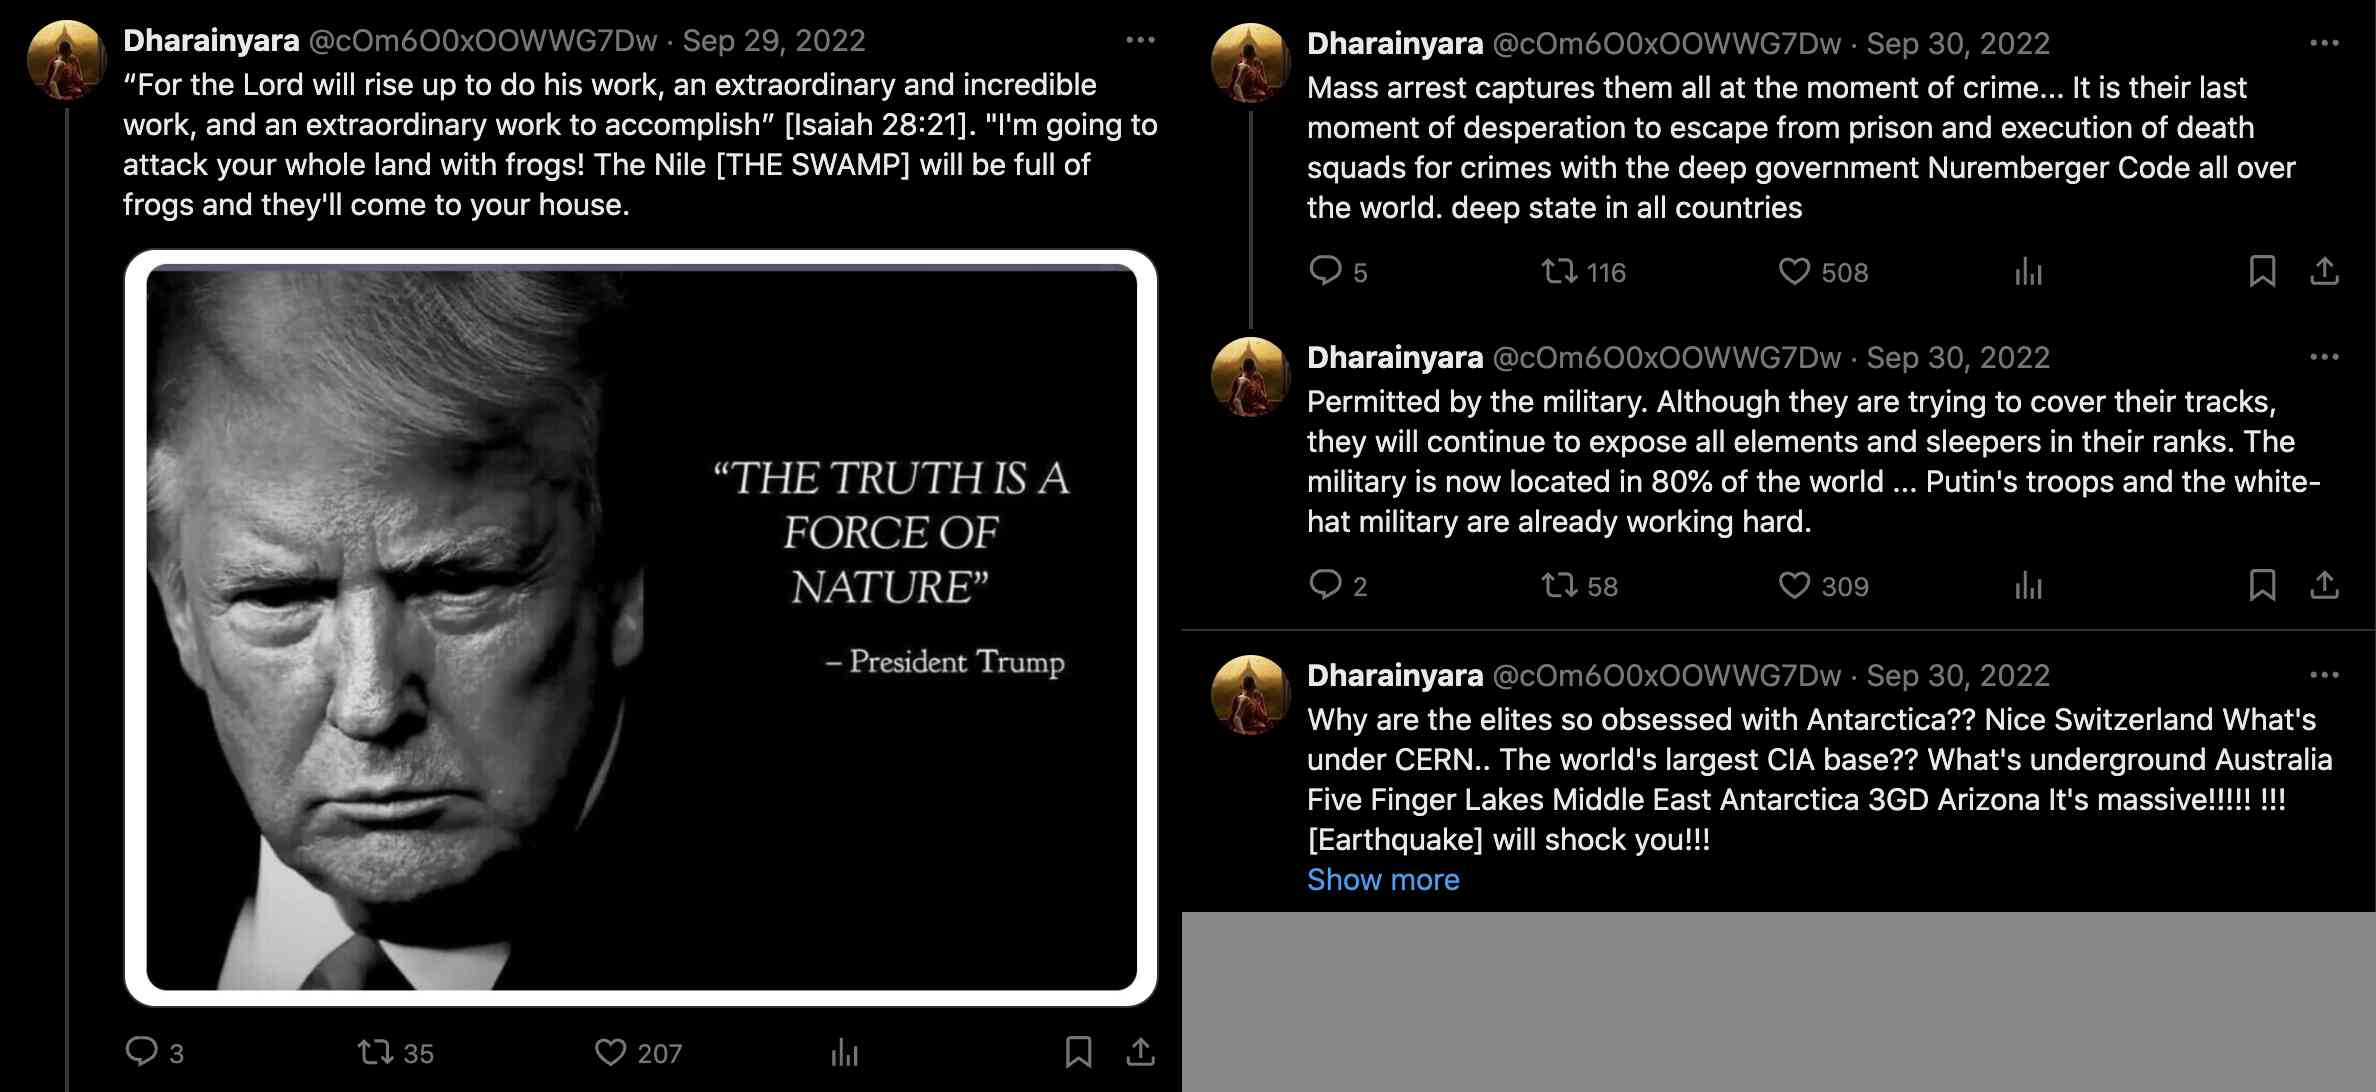 Dharainyara @cOm6O0xOOWWG7Dw · Sep 29, 2022
“For the Lord will rise up to do his work, an extraordinary and incredible
work, and an extraordinary work to accomplish” [Isaiah 28:21]. "I'm going to
attack your whole land with frogs! The Nile [THE SWAMP] will be full of
frogs and they'll come to your house.
“THE TRUTH IS A
FORCE OF
NATURE”
– President Trump
3 35 207
Dharainyara @cOm6O0xOOWWG7Dw · Sep 30, 2022
Mass arrest captures them all at the moment of crime... It is their last
moment of desperation to escape from prison and execution of death
squads for crimes with the deep government Nuremberger Code all over
the world. deep state in all countries
5 116 508
Dharainyara @cOm6O0xOOWWG7Dw · Sep 30, 2022
Permitted by the military. Although they are trying to cover their tracks,
they will continue to expose all elements and sleepers in their ranks. The
military is now located in 80% of the world ... Putin's troops and the white-
hat military are already working hard.
2 58 309
Dharainyara @cOm6O0xOOWWG7Dw · Sep 30, 2022
Why are the elites so obsessed with Antarctica?? Nice Switzerland What's
under CERN.. The world's largest CIA base?? What's underground Australia
Five Finger Lakes Middle East Antarctica 3GD Arizona It's massive!!!!! !!!
[Earthquake] will shock you!!!
Show more